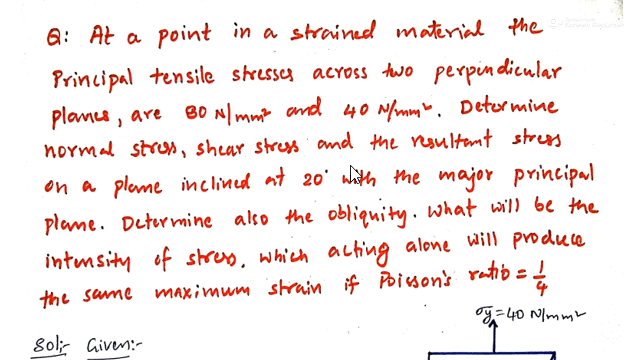 Q: At a point in a strained material the
Principal tensile stresses across two perpendicular
planes, are 80 N/mm² and 40 N/mm². Determine
normal stress, shear stress and the resultant stress
on a plane inclined at 20° with the major principal
plane. Determine also the obliquity. What will be the
intensity of stress, which acting alone will produce
the same maximum strain if Poisson's ratio = 1/4
σy = 40 N/mm²
Sol:- Given:-